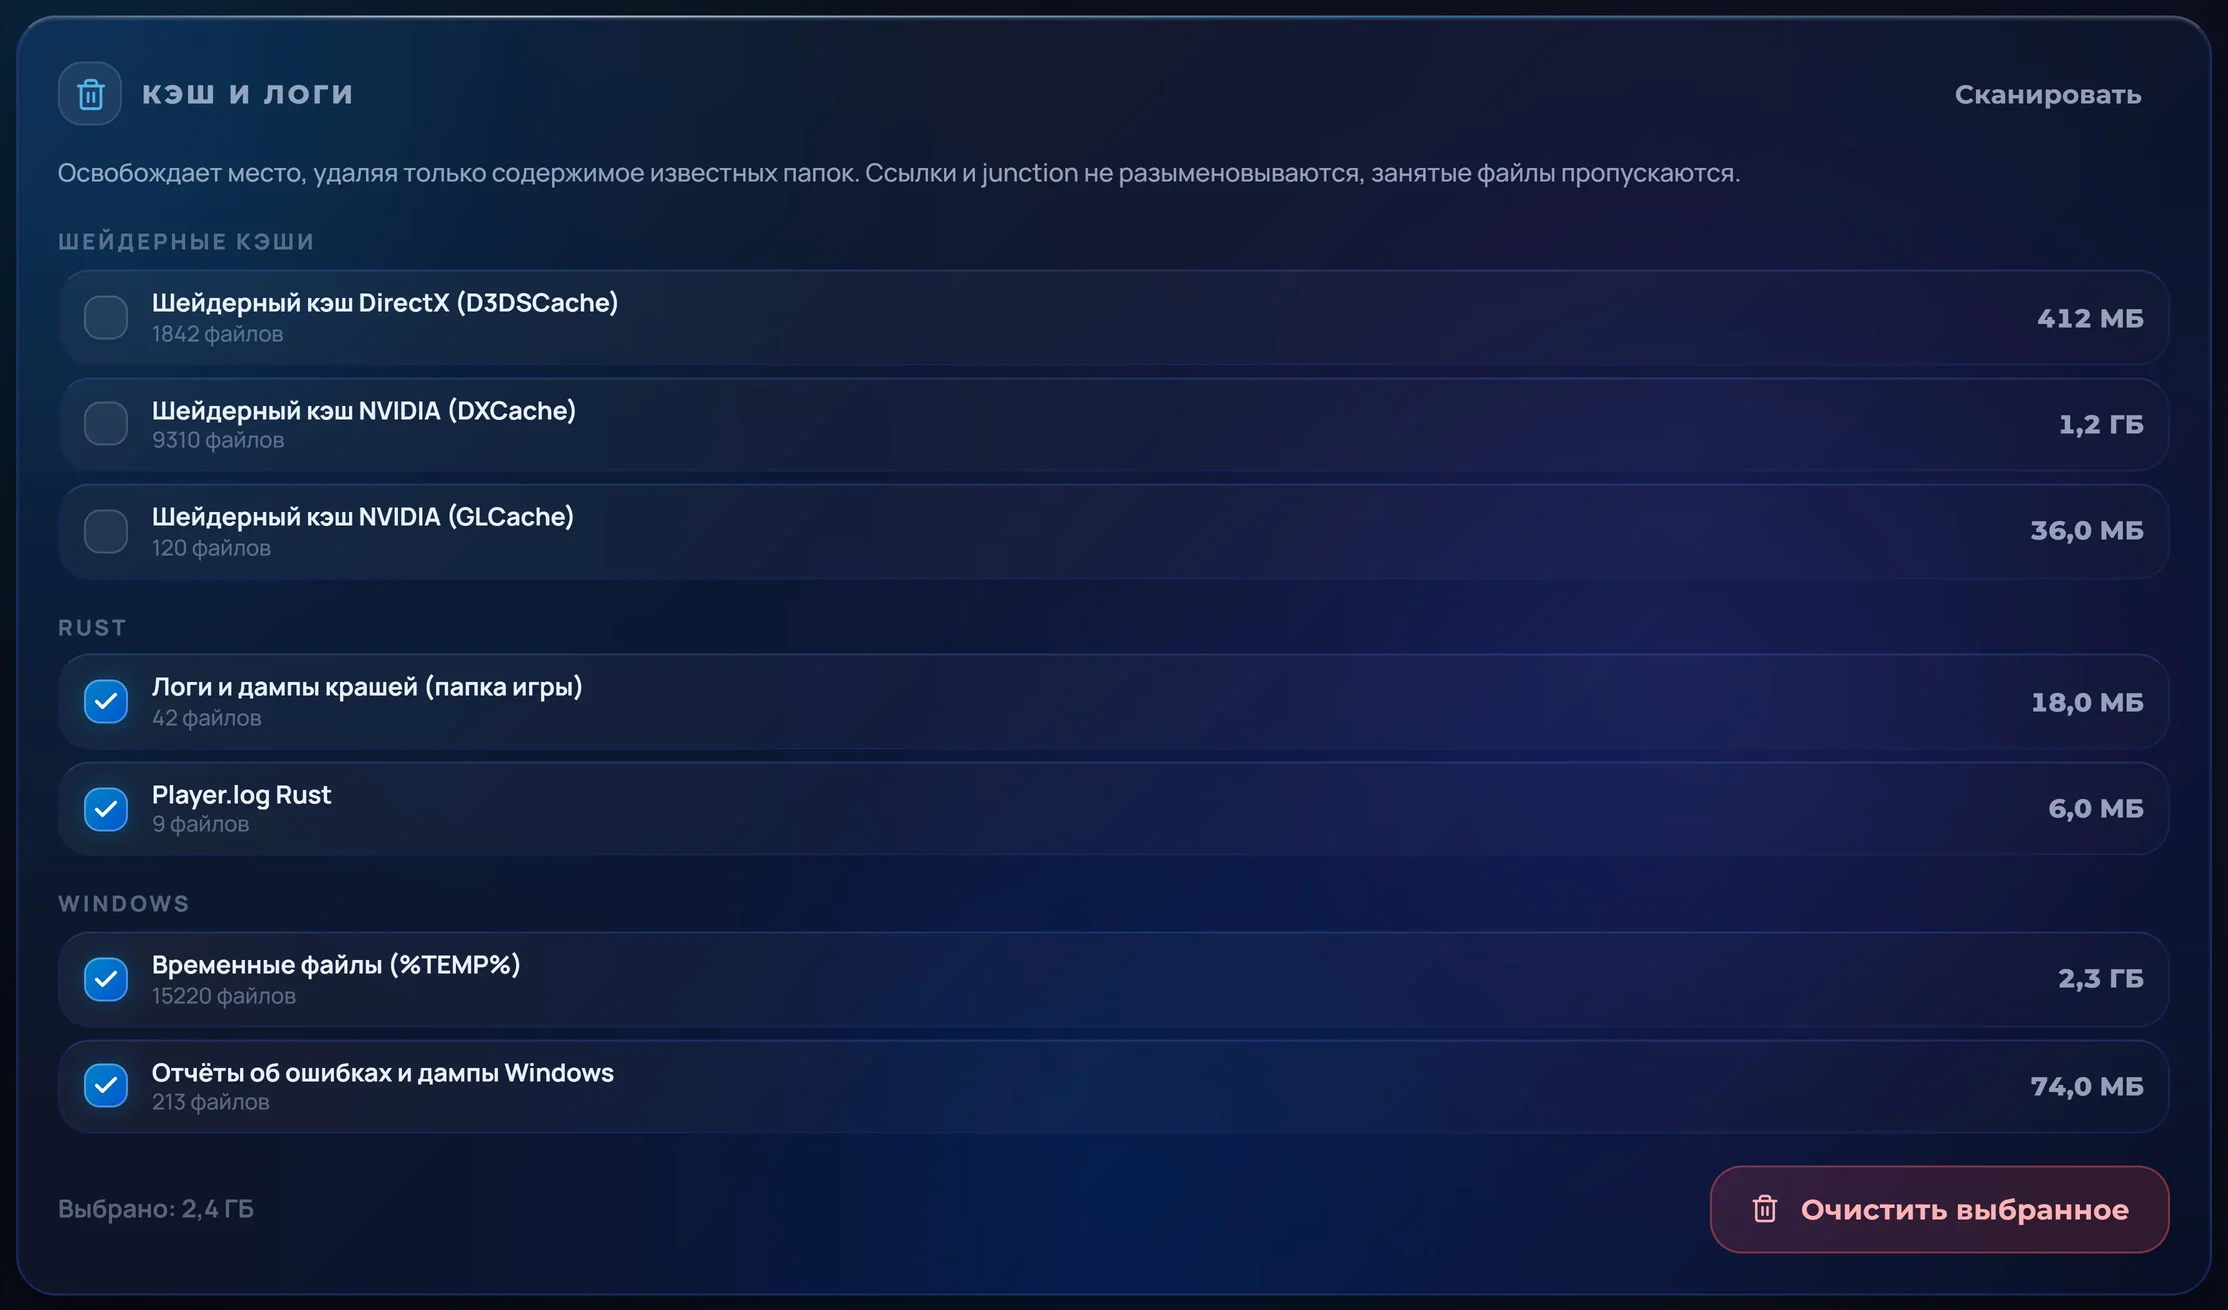 КЭШ И ЛОГИ
Сканировать
Освобождает место, удаляя только содержимое известных папок. Ссылки и junction не разыменовываются, занятые файлы пропускаются.
ШЕЙДЕРНЫЕ КЭШИ
Шейдерный кэш DirectX (D3DSCache)
1842 файлов
412 МБ
Шейдерный кэш NVIDIA (DXCache)
9310 файлов
1,2 ГБ
Шейдерный кэш NVIDIA (GLCache)
120 файлов
36,0 МБ
RUST
Логи и дампы крашей (папка игры)
42 файлов
18,0 МБ
Player.log Rust
9 файлов
6,0 МБ
WINDOWS
Временные файлы (%TEMP%)
15220 файлов
2,3 ГБ
Отчёты об ошибках и дампы Windows
213 файлов
74,0 МБ
Выбрано: 2,4 ГБ
Очистить выбранное